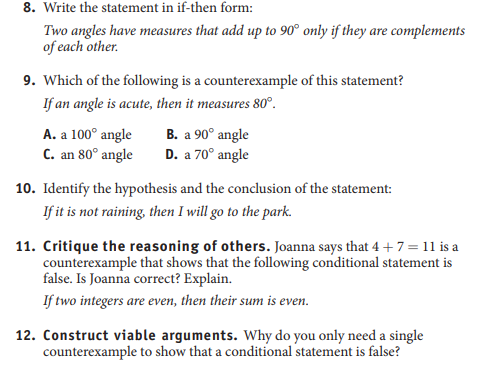 8. Write the statement in if-then form:
Two angles have measures that add up to 90° only if they are complements
of each other.
9. Which of the following is a counterexample of this statement?
If an angle is acute, then it measures 80°.
A. a 100° angle B. a 90° angle
C. an 80° angle D. a 70° angle
10. Identify the hypothesis and the conclusion of the statement:
If it is not raining, then I will go to the park.
11. Critique the reasoning of others. Joanna says that 4 + 7 = 11 is a
counterexample that shows that the following conditional statement is
false. Is Joanna correct? Explain.
If two integers are even, then their sum is even.
12. Construct viable arguments. Why do you only need a single
counterexample to show that a conditional statement is false?